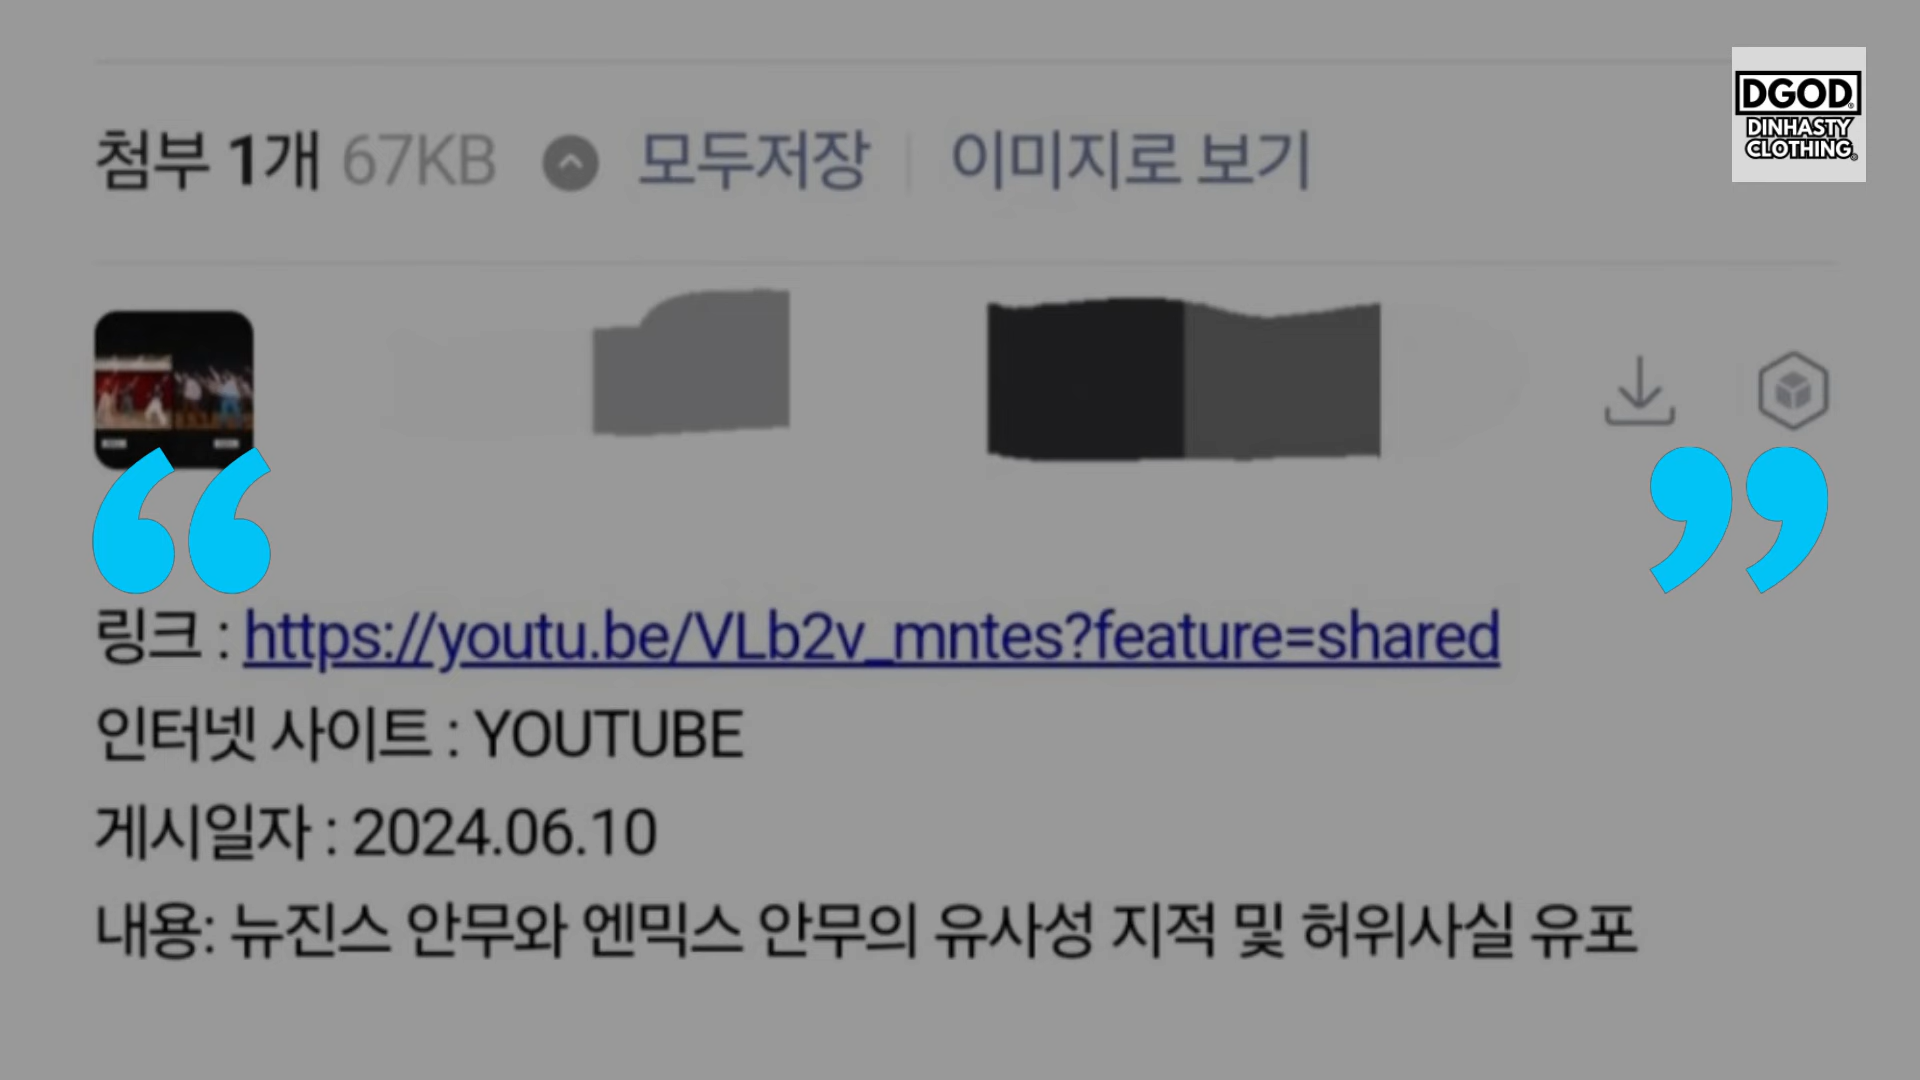 DGOD
DINHASTY
CLOTHING
첨부 1개 67KB 모두저장 이미지로 보기
“ ”
링크 : https://youtu.be/VLb2v_mntes?feature=shared
인터넷 사이트 : YOUTUBE
게시일자 : 2024.06.10
내용: 뉴진스 안무와 엔믹스 안무의 유사성 지적 및 허위사실 유포